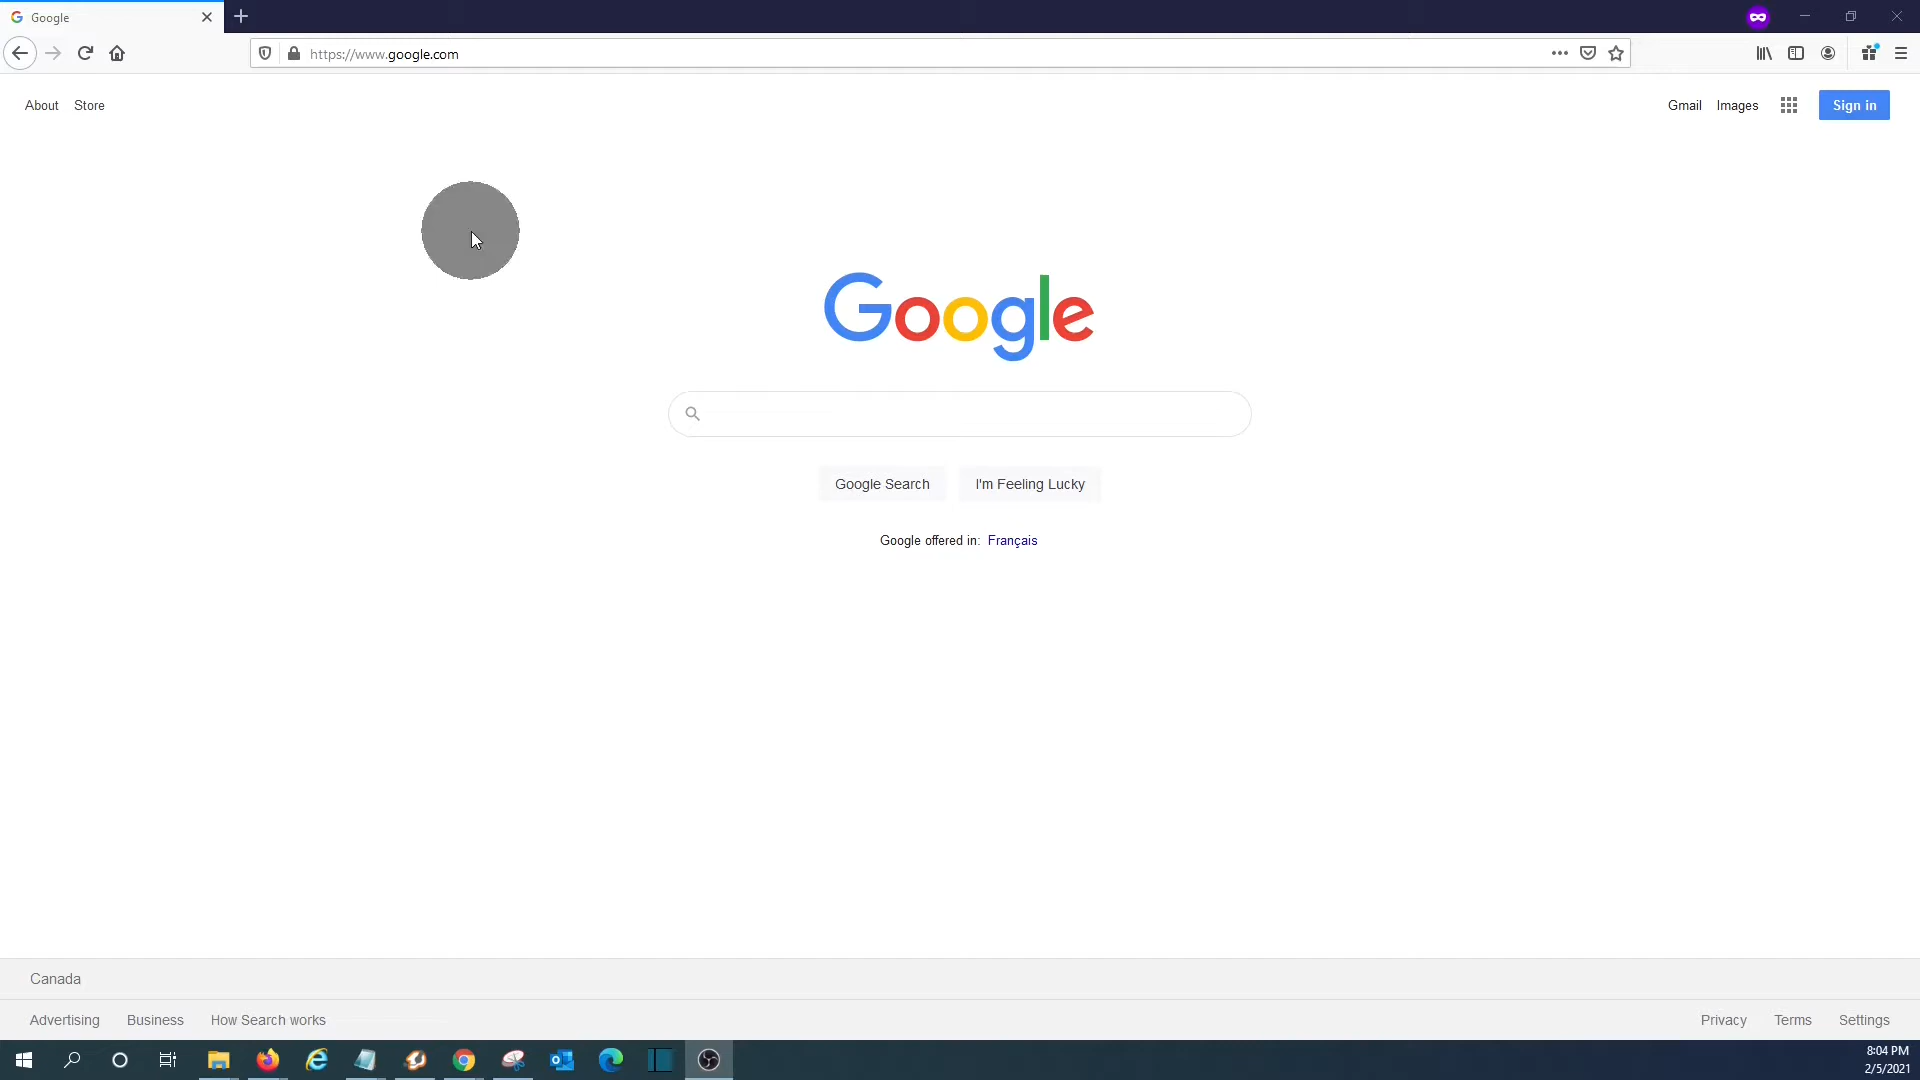 Google
https://www.google.com
About Store
Gmail Images Sign in
Google
Google Search I'm Feeling Lucky
Google offered in: Français
Canada
Advertising Business How Search works
Privacy Terms Settings
8:04 PM
2/5/2021